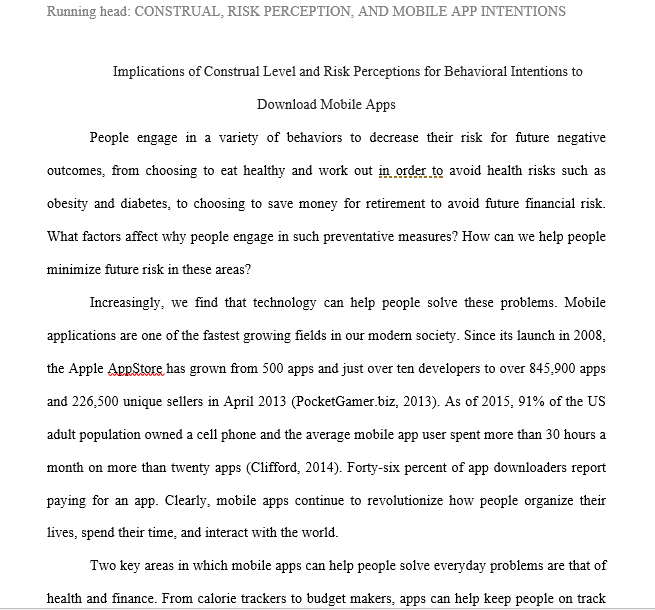 Running head: CONSTRUAL, RISK PERCEPTION, AND MOBILE APP INTENTIONS
Implications of Construal Level and Risk Perceptions for Behavioral Intentions to
Download Mobile Apps
People engage in a variety of behaviors to decrease their risk for future negative
outcomes, from choosing to eat healthy and work out in order to avoid health risks such as
obesity and diabetes, to choosing to save money for retirement to avoid future financial risk.
What factors affect why people engage in such preventative measures? How can we help people
minimize future risk in these areas?
Increasingly, we find that technology can help people solve these problems. Mobile
applications are one of the fastest growing fields in our modern society. Since its launch in 2008,
the Apple AppStore has grown from 500 apps and just over ten developers to over 845,900 apps
and 226,500 unique sellers in April 2013 (PocketGamer.biz, 2013). As of 2015, 91% of the US
adult population owned a cell phone and the average mobile app user spent more than 30 hours a
month on more than twenty apps (Clifford, 2014). Forty-six percent of app downloaders report
paying for an app. Clearly, mobile apps continue to revolutionize how people organize their
lives, spend their time, and interact with the world.
Two key areas in which mobile apps can help people solve everyday problems are that of
health and finance. From calorie trackers to budget makers, apps can help keep people on track